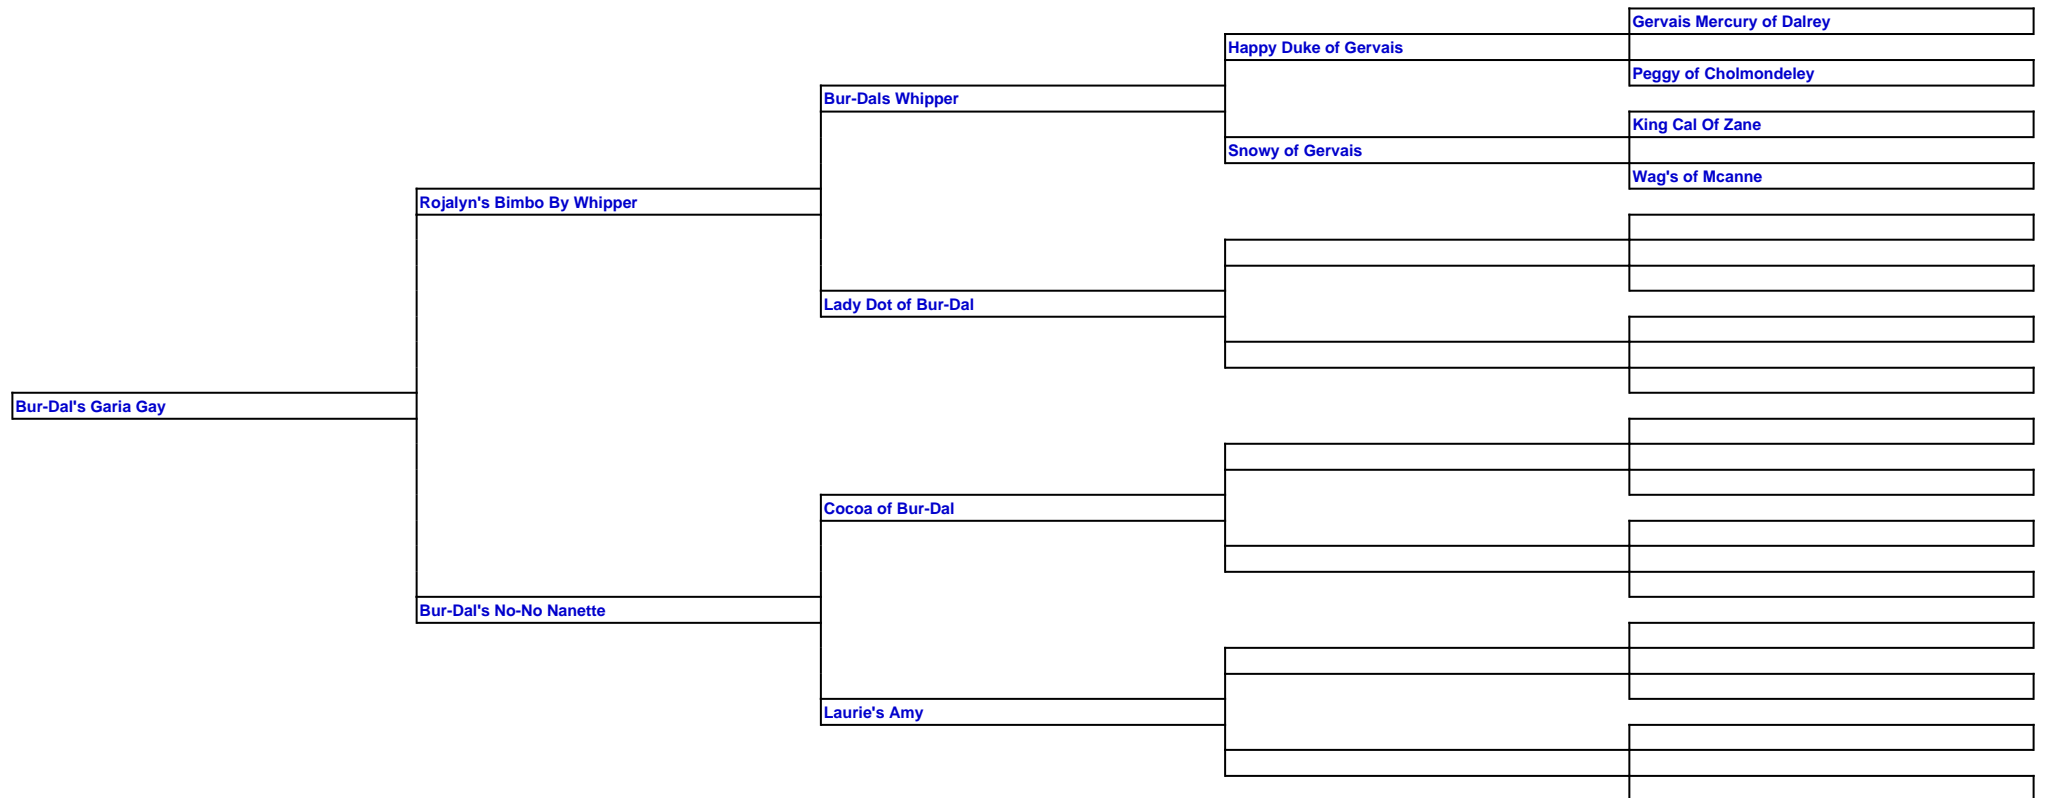 Gervais Mercury of Dalrey
Happy Duke of Gervais
Peggy of Cholmondeley
Bur-Dals Whipper
King Cal Of Zane
Snowy of Gervais
Wag's of Mcanne
Rojalyn's Bimbo By Whipper
Lady Dot of Bur-Dal
Bur-Dal's Garia Gay
Cocoa of Bur-Dal
Bur-Dal's No-No Nanette
Laurie's Amy